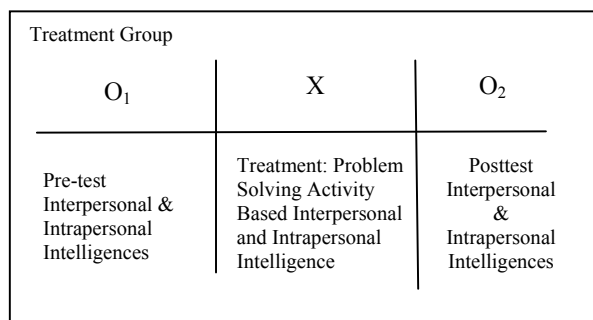 Treatment Group
O1
X
O2
Pre-test
Interpersonal &
Intrapersonal
Intelligences
Treatment: Problem
Solving Activity
Based Interpersonal
and Intrapersonal
Intelligence
Posttest
Interpersonal
&
Intrapersonal
Intelligences